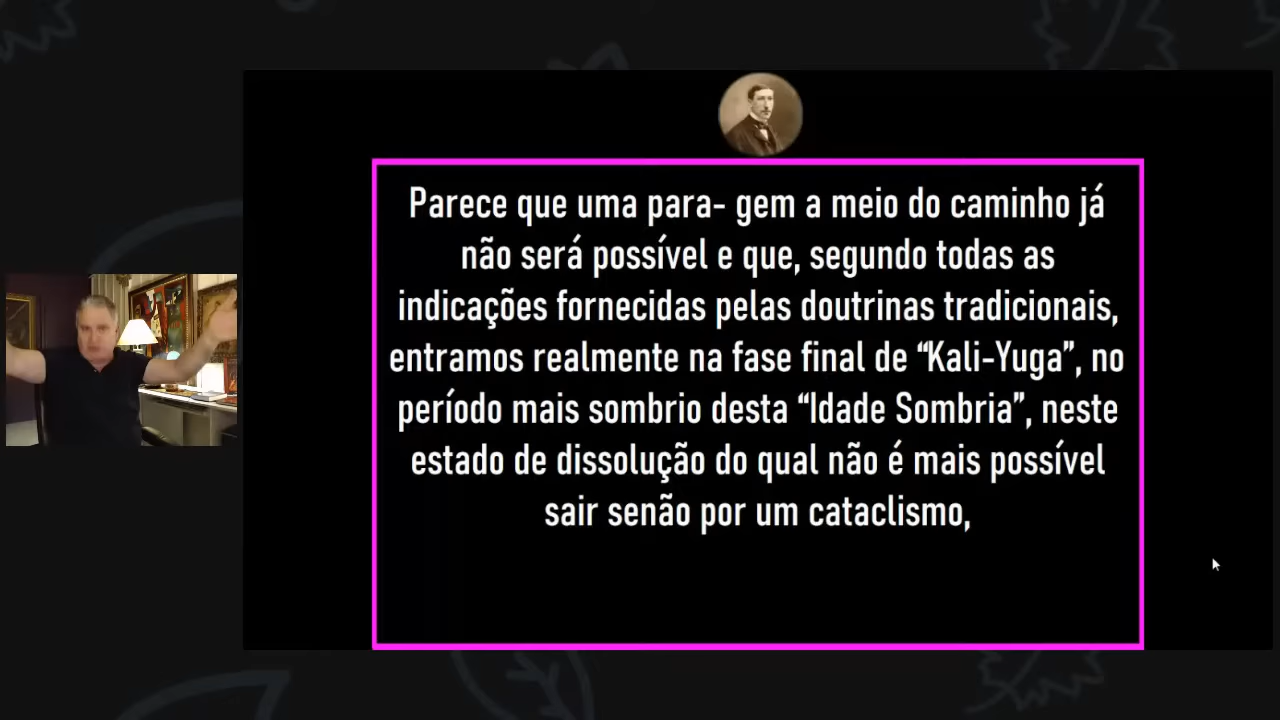 Parece que uma para- gem a meio do caminho já
não será possível e que, segundo todas as
indicações fornecidas pelas doutrinas tradicionais,
entramos realmente na fase final de “Kali-Yuga”, no
período mais sombrio desta “Idade Sombria”, neste
estado de dissolução do qual não é mais possível
sair senão por um cataclismo,